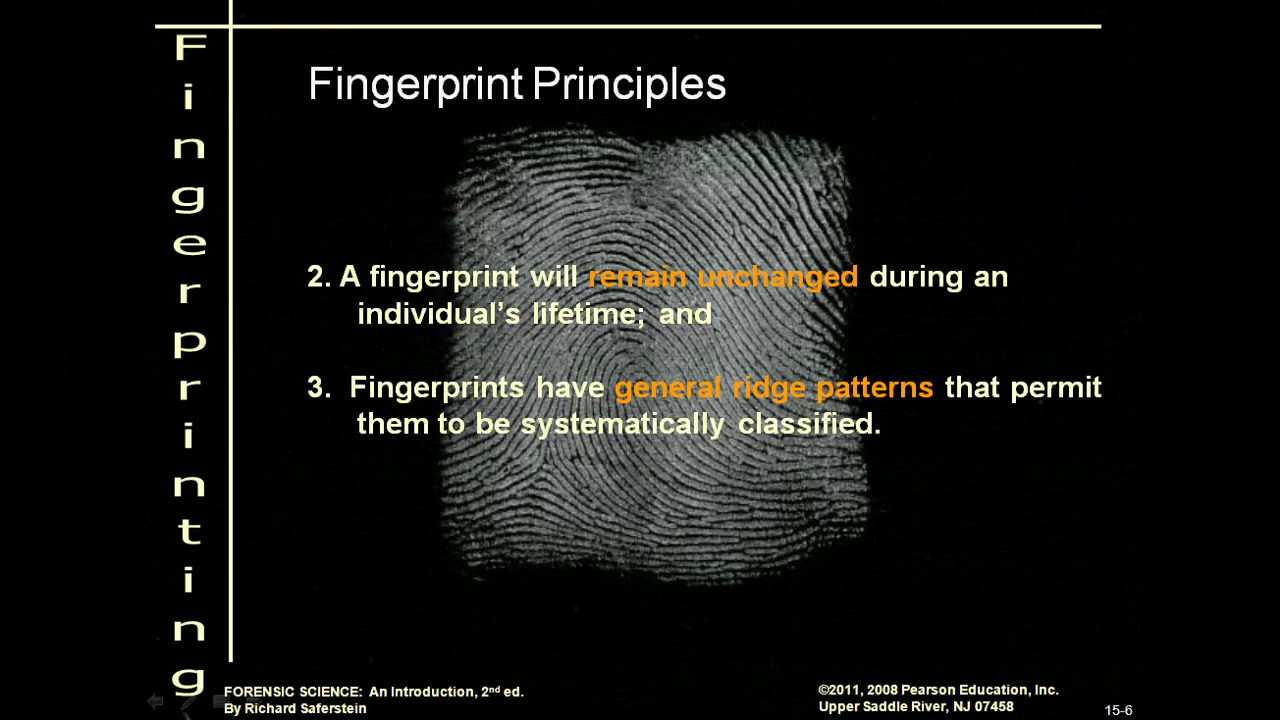 Fingerprinting
Fingerprint Principles
2. A fingerprint will remain unchanged during an
individual’s lifetime; and
3. Fingerprints have general ridge patterns that permit
them to be systematically classified.
FORENSIC SCIENCE: An Introduction, 2nd ed.
By Richard Saferstein
©2011, 2008 Pearson Education, Inc.
Upper Saddle River, NJ 07458
15-6